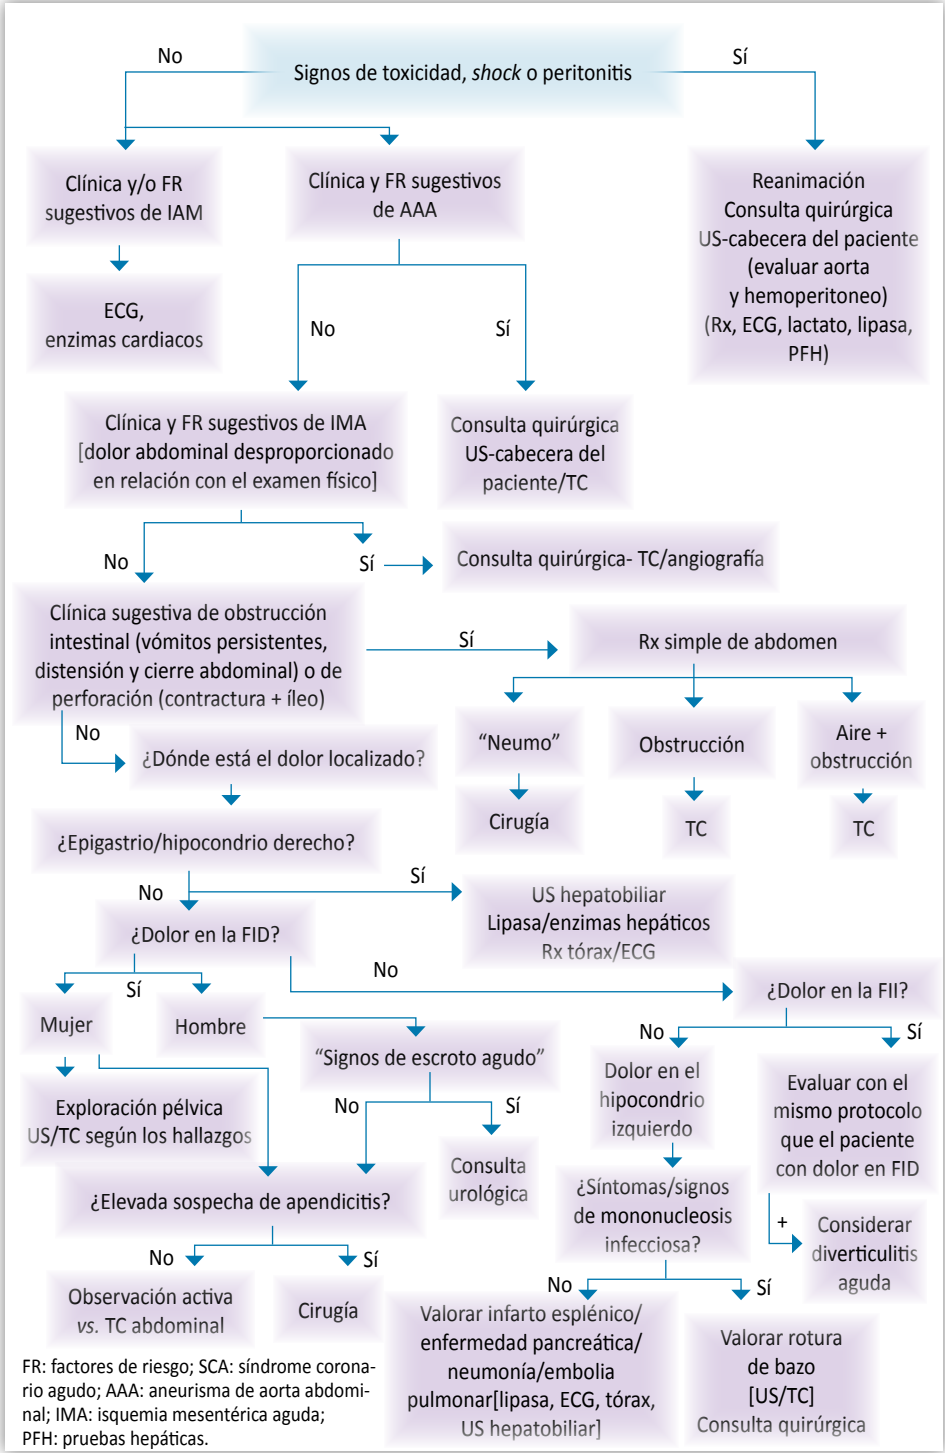 No
Signos de toxicidad, shock o peritonitis
Sí
Clínica y/o FR
sugestivos de IAM
Clínica y FR sugestivos
de AAA
Reanimación
Consulta quirúrgica
US-cabecera del paciente
(evaluar aorta
y hemoperitoneo)
(Rx, ECG, lactato, lipasa,
PFH)
ECG,
enzimas cardiacos
No
Sí
Clínica y FR sugestivos de IMA
[dolor abdominal desproporcionado
en relación con el examen físico]
Consulta quirúrgica
US-cabecera del
paciente/TC
No
Sí
Consulta quirúrgica- TC/angiografía
Clínica sugestiva de obstrucción
intestinal (vómitos persistentes,
distensión y cierre abdominal) o de
perforación (contractura + íleo)
Sí
Rx simple de abdomen
No
¿Dónde está el dolor localizado?
“Neumo”
Obstrucción
Aire +
obstrucción
Cirugía
TC
TC
¿Epigastrio/hipocondrio derecho?
Sí
No
US hepatobiliar
Lipasa/enzimas hepáticos
Rx tórax/ECG
¿Dolor en la FID?
No
Sí
¿Dolor en la FII?
Mujer
Hombre
No
Sí
“Signos de escroto agudo”
Dolor en el
hipocondrio
izquierdo
Evaluar con el
mismo protocolo
que el paciente
con dolor en FID
Exploración pélvica
US/TC según los hallazgos
No
Sí
Consulta
urológica
¿Elevada sospecha de apendicitis?
¿Síntomas/signos
de mononucleosis
infecciosa?
+
Considerar
diverticulitis
aguda
No
Sí
No
Sí
Observación activa
vs. TC abdominal
Cirugía
Valorar infarto esplénico/
enfermedad pancreática/
neumonía/embolia
pulmonar[lipasa, ECG, tórax,
US hepatobiliar]
Valorar rotura
de bazo
[US/TC]
Consulta quirúrgica
FR: factores de riesgo; SCA: síndrome corona-
rio agudo; AAA: aneurisma de aorta abdomi-
nal; IMA: isquemia mesentérica aguda;
PFH: pruebas hepáticas.